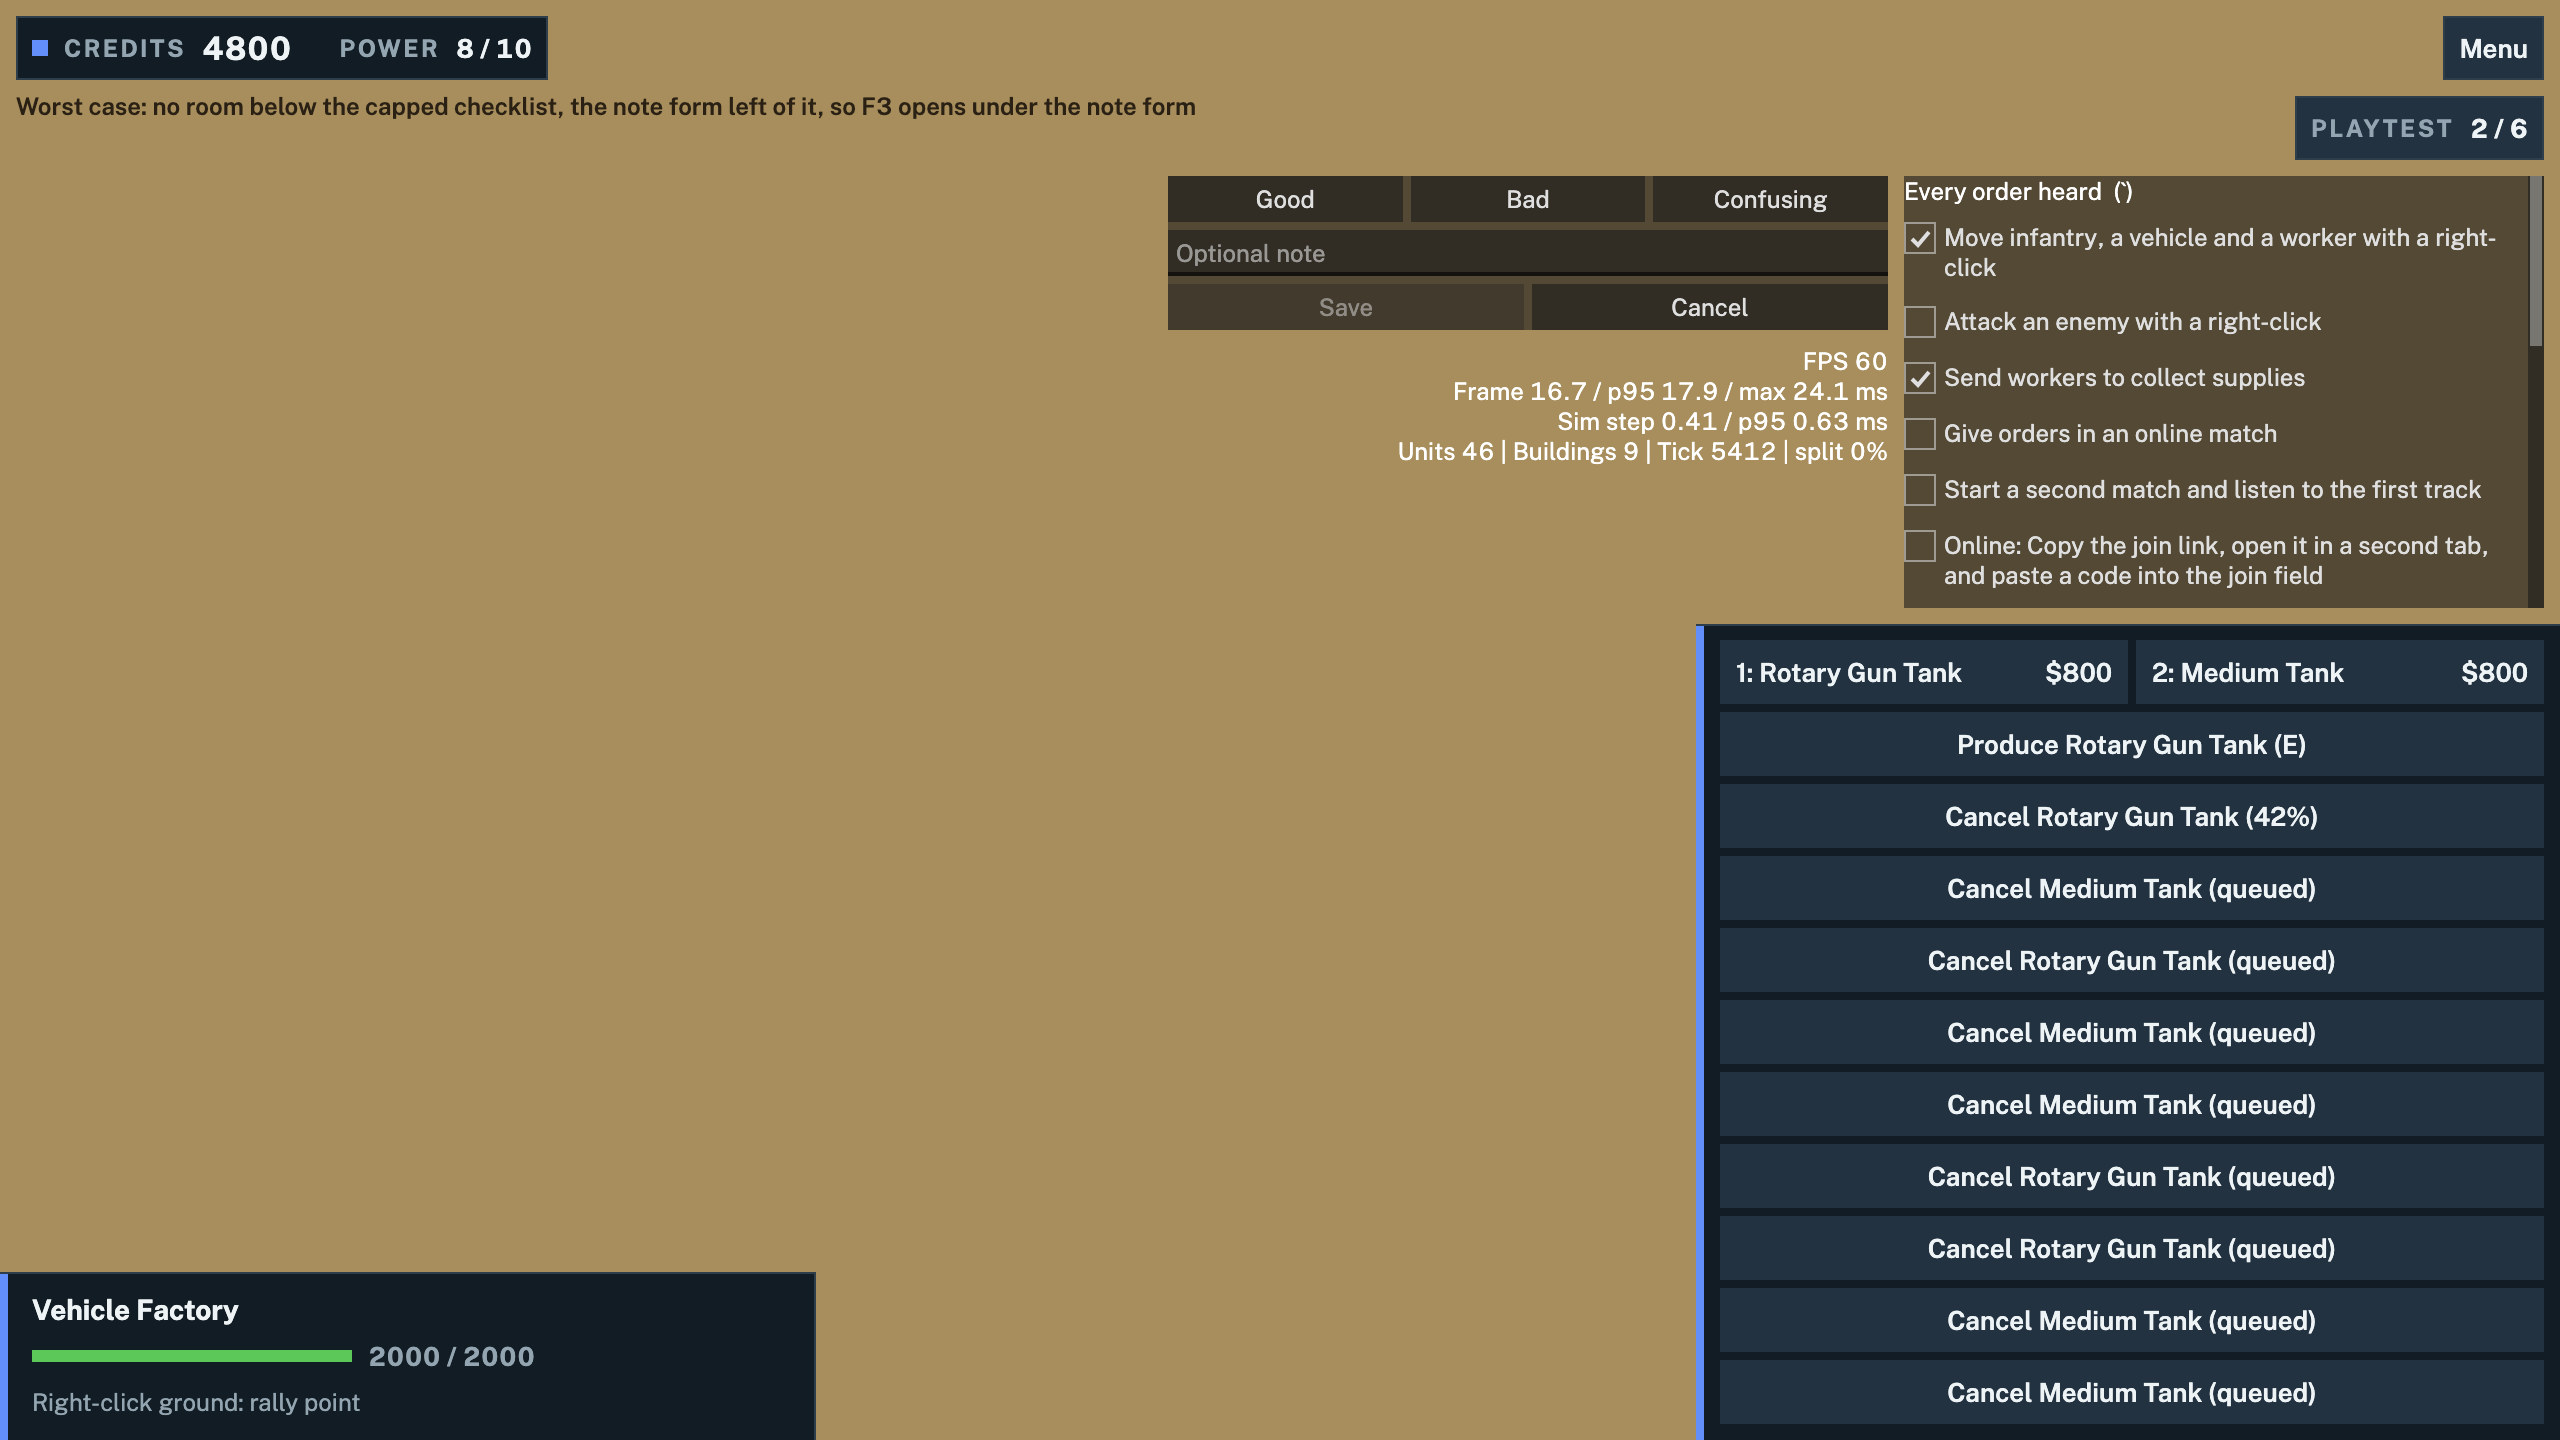 CREDITS 4800 POWER 8 / 10
Menu
Worst case: no room below the capped checklist, the note form left of it, so F3 opens under the note form
PLAYTEST 2 / 6
Good Bad Confusing
Optional note
Save Cancel
FPS 60
Frame 16.7 / p95 17.9 / max 24.1 ms
Sim step 0.41 / p95 0.63 ms
Units 46 | Buildings 9 | Tick 5412 | split 0%
Every order heard (`)
Move infantry, a vehicle and a worker with a right-
click
Attack an enemy with a right-click
Send workers to collect supplies
Give orders in an online match
Start a second match and listen to the first track
Online: Copy the join link, open it in a second tab,
and paste a code into the join field
1: Rotary Gun Tank $800 2: Medium Tank $800
Produce Rotary Gun Tank (E)
Cancel Rotary Gun Tank (42%)
Cancel Medium Tank (queued)
Cancel Rotary Gun Tank (queued)
Cancel Medium Tank (queued)
Cancel Medium Tank (queued)
Cancel Rotary Gun Tank (queued)
Cancel Rotary Gun Tank (queued)
Cancel Medium Tank (queued)
Cancel Medium Tank (queued)
Vehicle Factory
2000 / 2000
Right-click ground: rally point